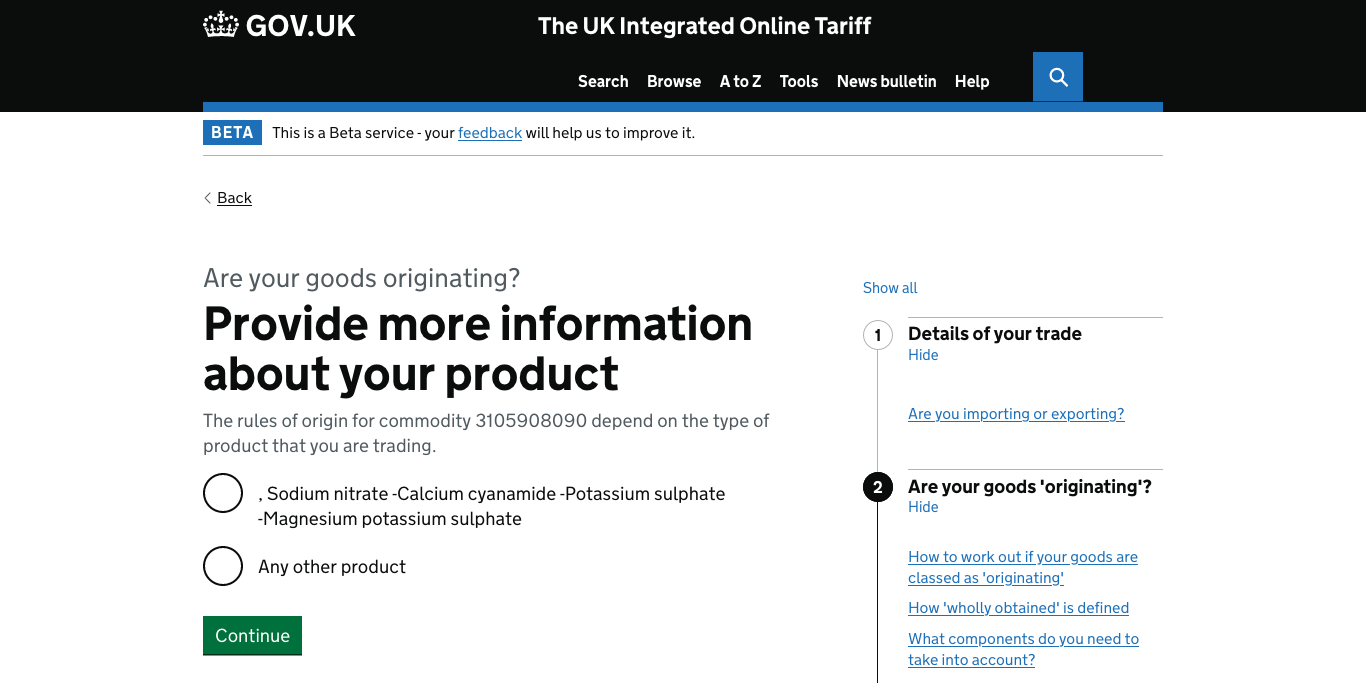 GOV.UK
The UK Integrated Online Tariff
Search Browse A to Z Tools News bulletin Help
BETA This is a Beta service - your feedback will help us to improve it.
Back
Are your goods originating?
Provide more information
about your product
The rules of origin for commodity 3105908090 depend on the type of
product that you are trading.
, Sodium nitrate -Calcium cyanamide -Potassium sulphate
-Magnesium potassium sulphate
Any other product
Continue
Show all
1 Details of your trade
Hide
Are you importing or exporting?
2 Are your goods 'originating'?
Hide
How to work out if your goods are
classed as 'originating'
How 'wholly obtained' is defined
What components do you need to
take into account?